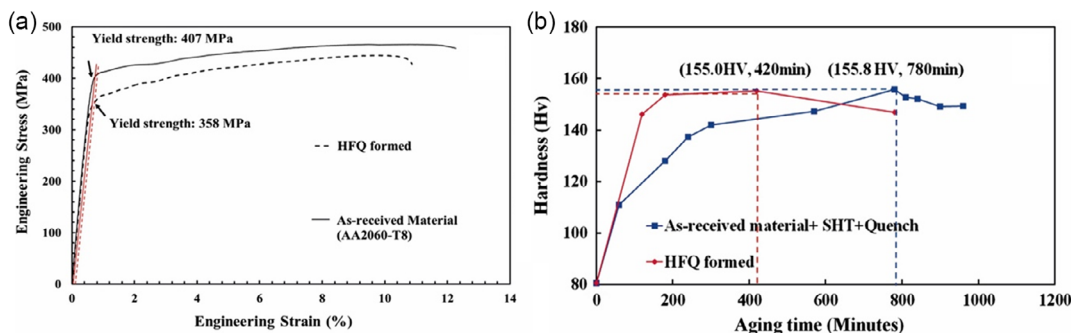 (a)
500
400
300
200
100
0
Engineering Stress (MPa)
Yield strength: 407 MPa
Yield strength: 358 MPa
HFQ formed
As-received Material
(AA2060-T8)
0 2 4 6 8 10 12 14
Engineering Strain (%)
(b)
180
160
140
120
100
80
Hardness (Hv)
(155.0HV, 420min) (155.8 HV, 780min)
As-received material+ SHT+Quench
HFQ formed
0 200 400 600 800 1000 1200
Aging time (Minutes)